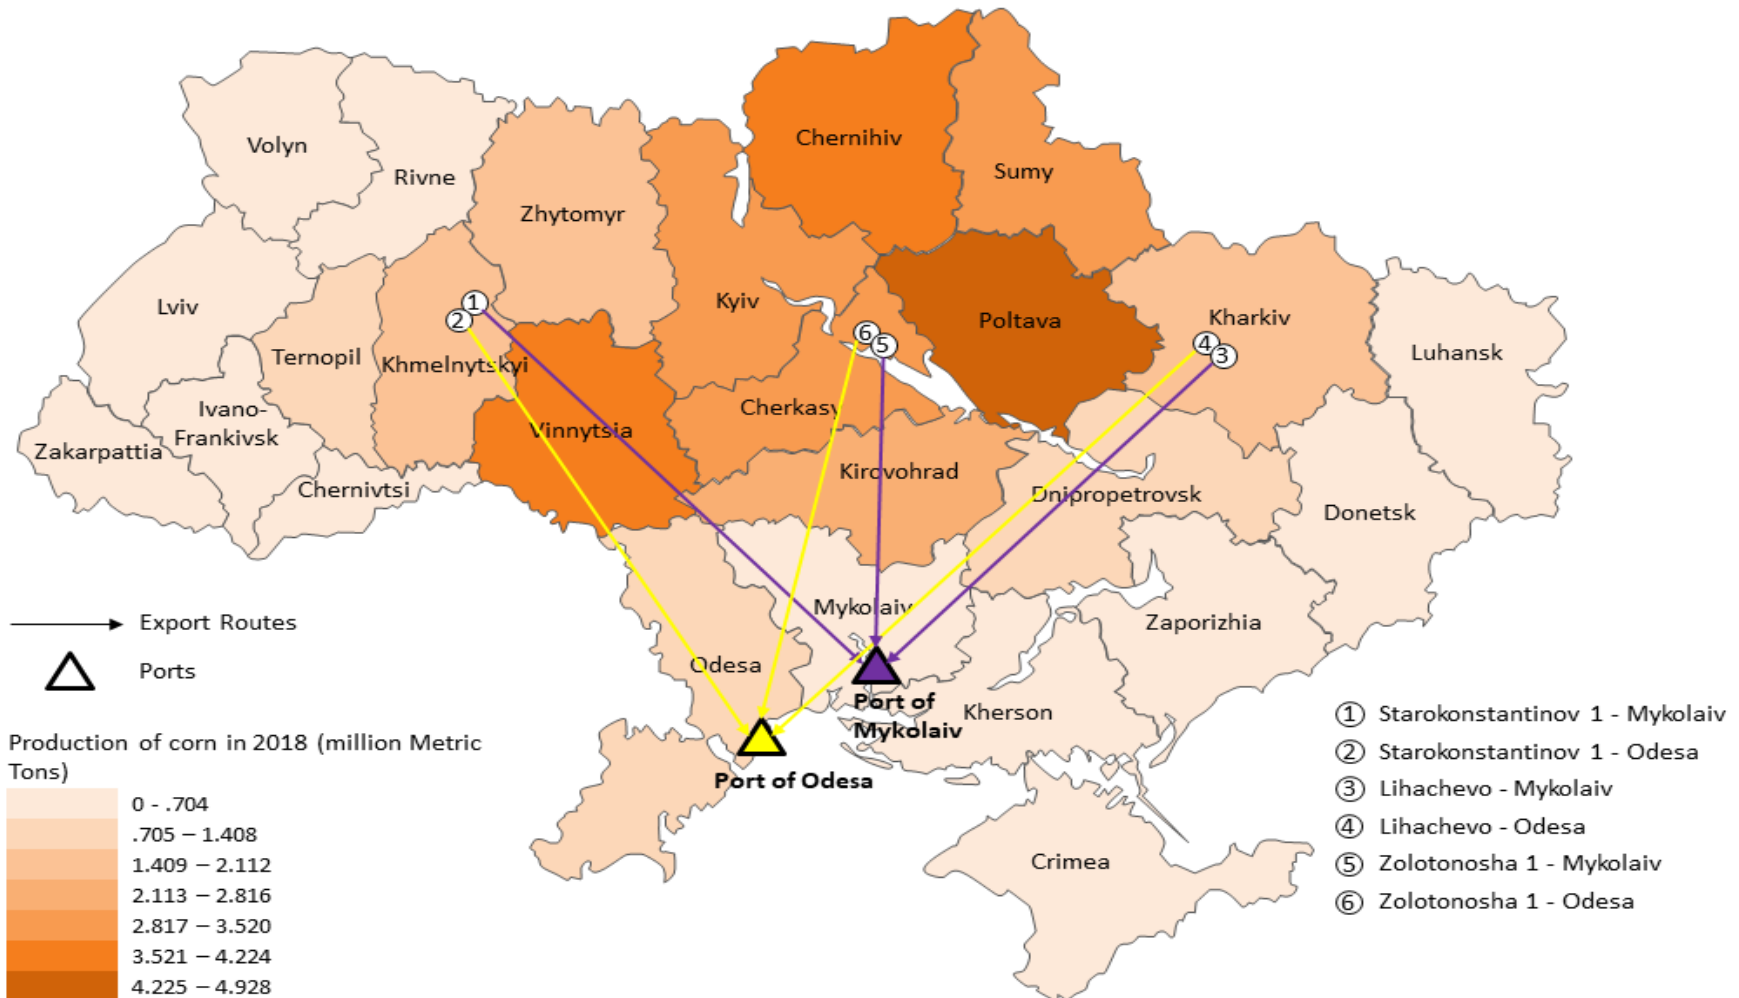 Chernihiv
Volyn
Sumy
Rivne
Zhytomyr
Kyiv
Lviv
Poltava
Kharkiv
Ternopil
Khmelnytskyi
Luhansk
Ivano-
Frankivsk
Cherkasy
Vinnytsia
Zakarpattia
Kirovohrad
Chernivtsi
Dnipropetrovsk
Donetsk
Mykolaiv
Zaporizhia
Odesa
Kherson
Crimea
1
2
6
5
4
3
Port of
Mykolaiv
Port of Odesa
Export Routes
Ports
Production of corn in 2018 (million Metric
Tons)
0 - .704
.705 – 1.408
1.409 – 2.112
2.113 – 2.816
2.817 – 3.520
3.521 – 4.224
4.225 – 4.928
1 Starokonstantinov 1 - Mykolaiv
2 Starokonstantinov 1 - Odesa
3 Lihachevo - Mykolaiv
4 Lihachevo - Odesa
5 Zolotonosha 1 - Mykolaiv
6 Zolotonosha 1 - Odesa